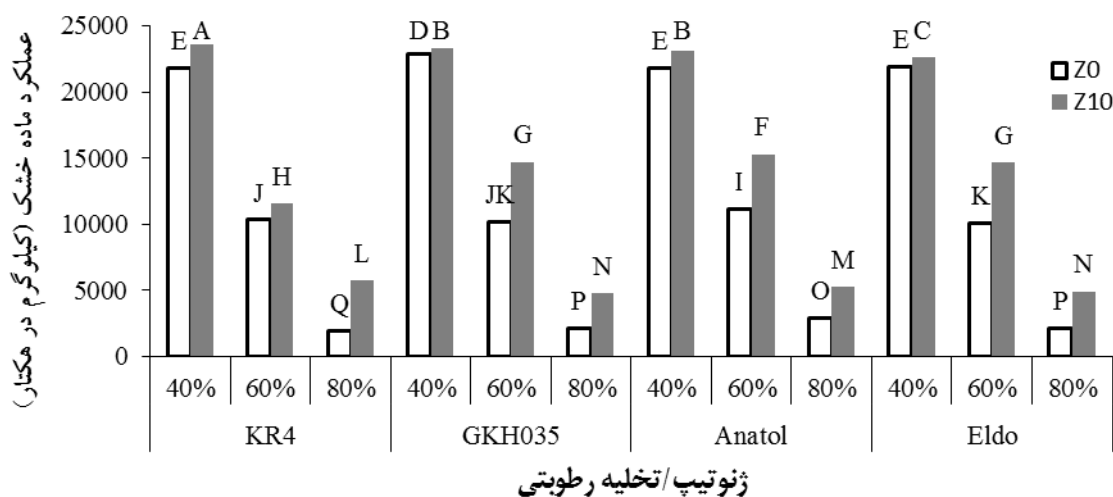 عملکرد ماده خشک (کیلوگرم در هکتار)
25000
20000
15000
10000
5000
0
E A D B E B E C
J H JK G I F K G
Q L P N O M P N
Z0
Z10
40% 60% 80% 40% 60% 80% 40% 60% 80% 40% 60% 80%
KR4 GKH035 Anatol Eldo
ژنوتیپ/تخلیه رطوبتی